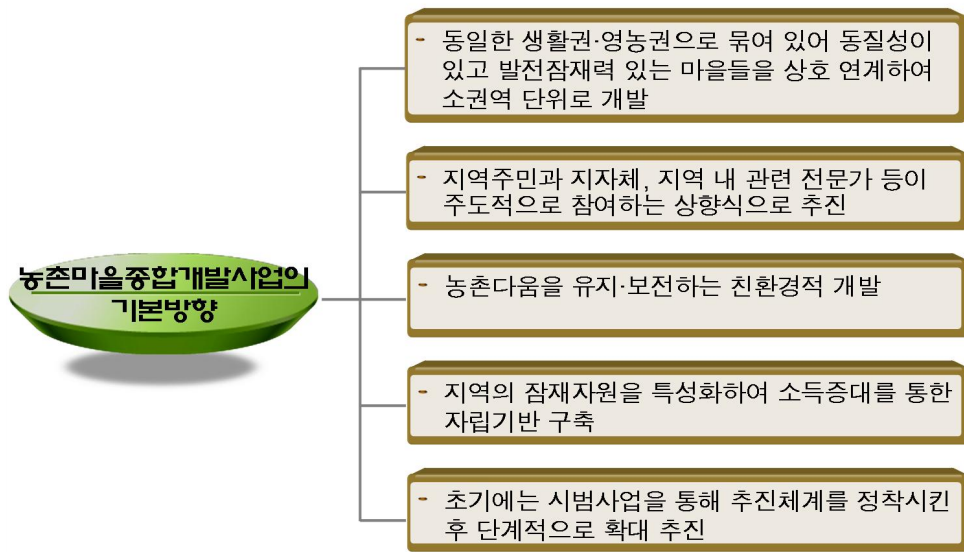 농촌마을종합개발사업의
기본방향
- 동일한 생활권·영농권으로 묶여 있어 동질성이
있고 발전잠재력 있는 마을들을 상호 연계하여
소권역 단위로 개발
- 지역주민과 지자체, 지역 내 관련 전문가 등이
주도적으로 참여하는 상향식으로 추진
- 농촌다움을 유지·보전하는 친환경적 개발
- 지역의 잠재자원을 특성화하여 소득증대를 통한
자립기반 구축
- 초기에는 시범사업을 통해 추진체계를 정착시킨
후 단계적으로 확대 추진